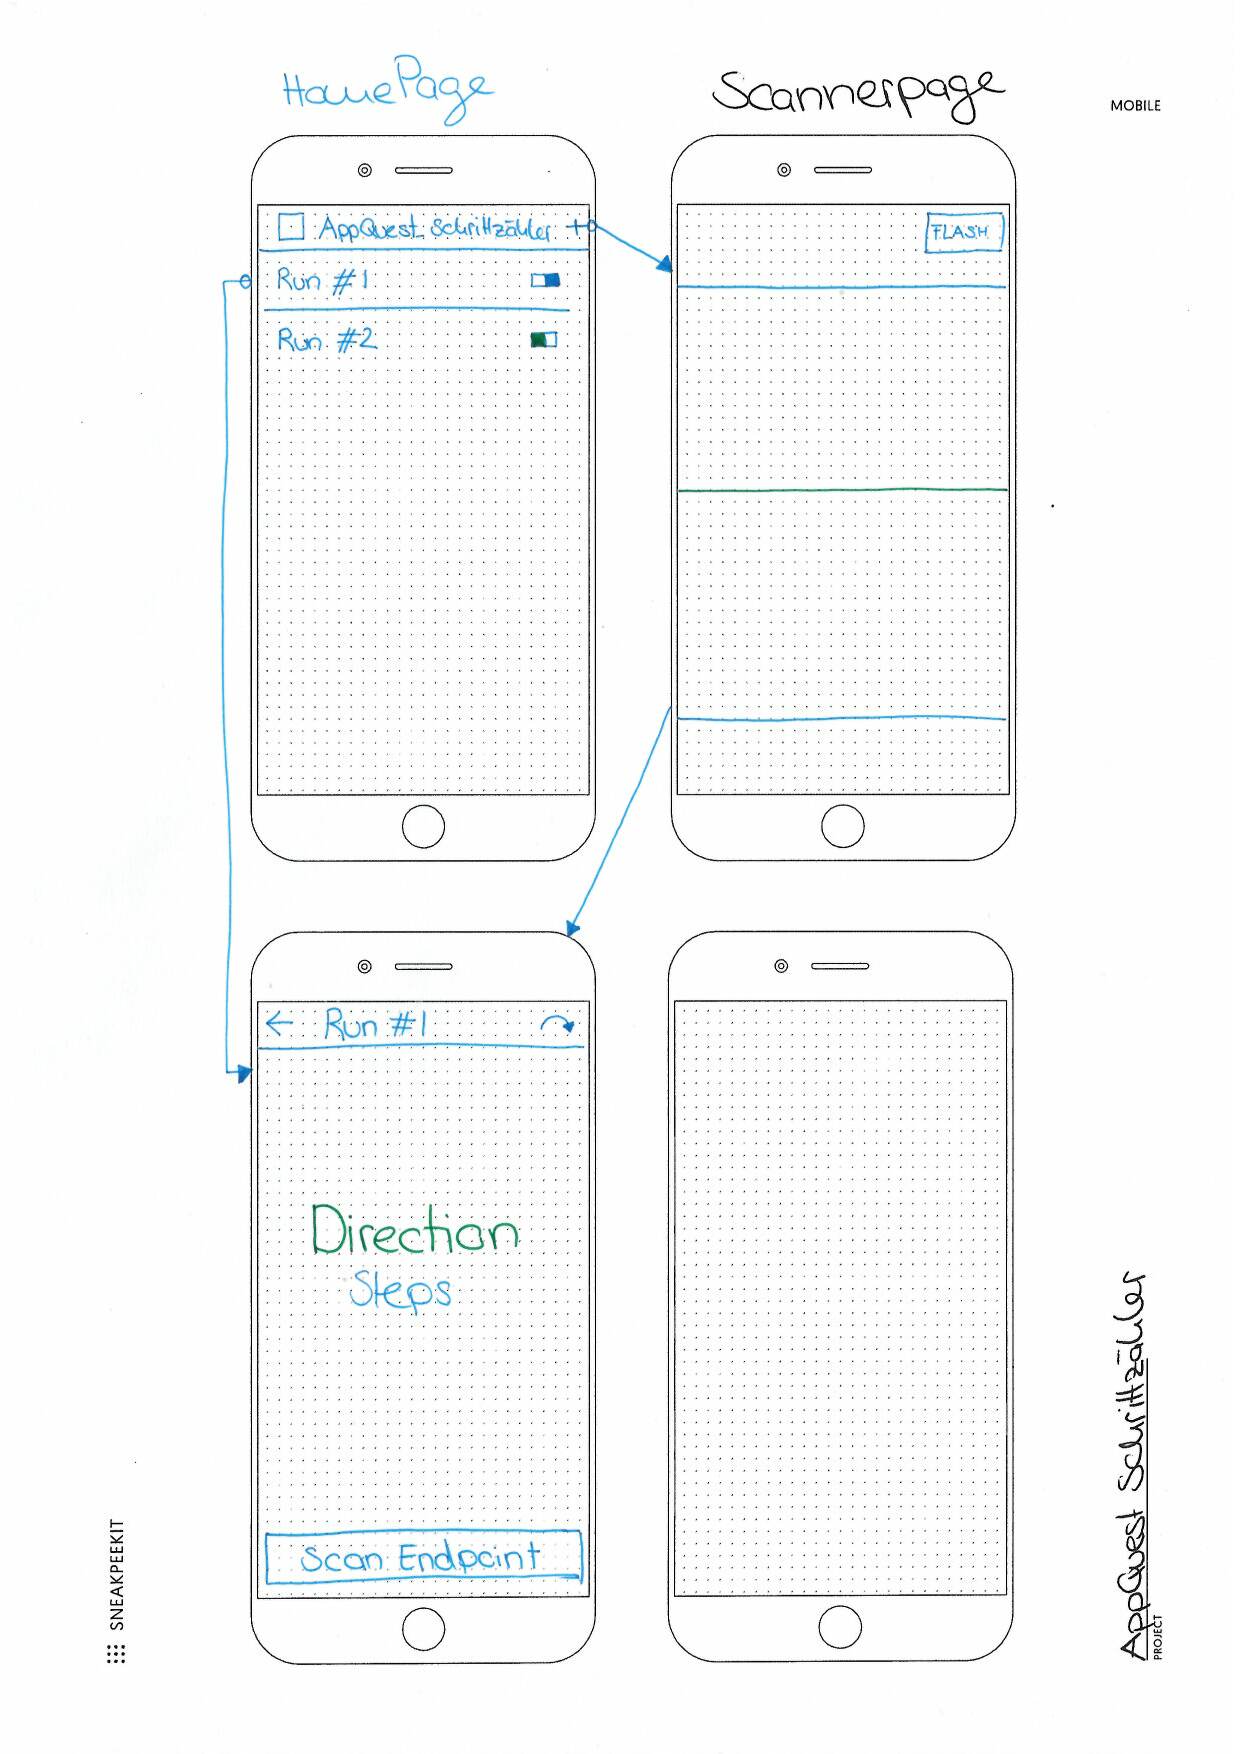 HomePage
Scannerpage
MOBILE
AppQuest Schrittzähler +
FLASH
Run #1
Run #2
← Run #1
Direction
Steps
Scan Endpoint
SNEAKPEEKIT
AppQuest Schrittzähler
PROJECT